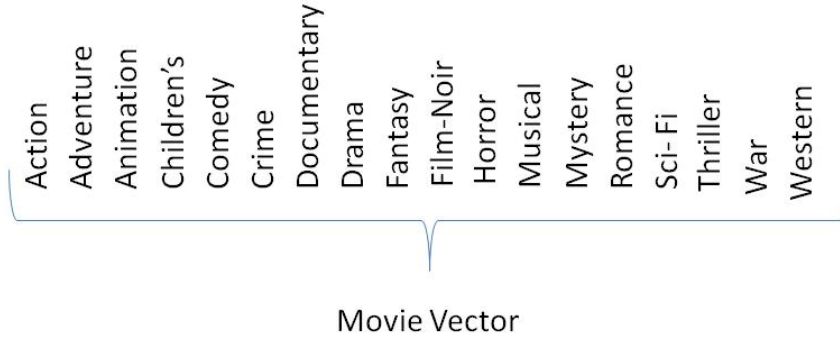 Action
Adventure
Animation
Children's
Comedy
Crime
Documentary
Drama
Fantasy
Film-Noir
Horror
Musical
Mystery
Romance
Sci- Fi
Thriller
War
Western
Movie Vector